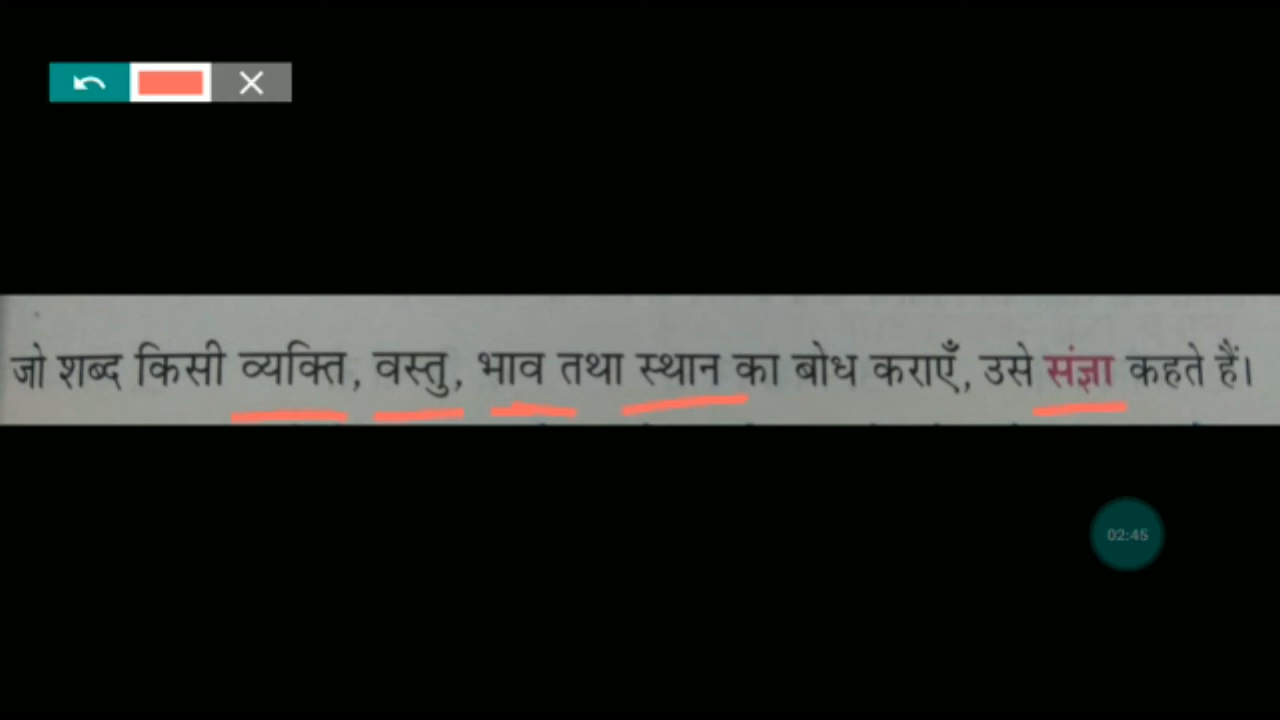 जो शब्द किसी व्यक्ति, वस्तु, भाव तथा स्थान का बोध कराएँ, उसे संज्ञा कहते हैं।
02:45